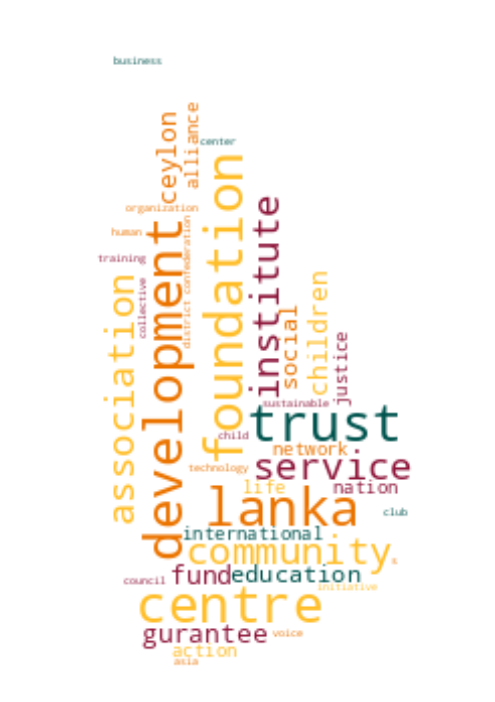 business
ceylon
alliance
center
foundation
institute
organization
development
district confederation
human
training
association
collective
children
social
justice
sustainable
trust
child
network
service
technology
life
nation
lanka
club
international
community
s
fund
education
council
initiative
centre
gurantee
voice
action
asia